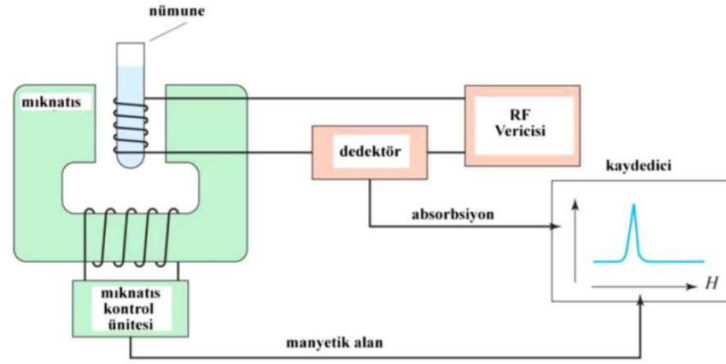 nümune
mıknatıs
RF
Vericisi
dedektör
kaydedici
absorbsiyon
H
mıknatıs
kontrol
ünitesi
manyetik alan